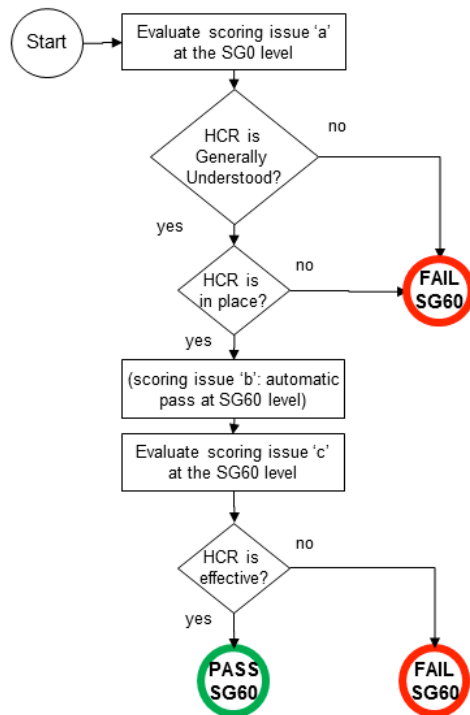 Start
Evaluate scoring issue ‘a’
at the SG0 level
no
HCR is
Generally
Understood?
yes
no
HCR is
in place?
FAIL
SG60
yes
(scoring issue ‘b’: automatic
pass at SG60 level)
Evaluate scoring issue ‘c’
at the SG60 level
no
HCR is
effective?
yes
PASS
SG60
FAIL
SG60